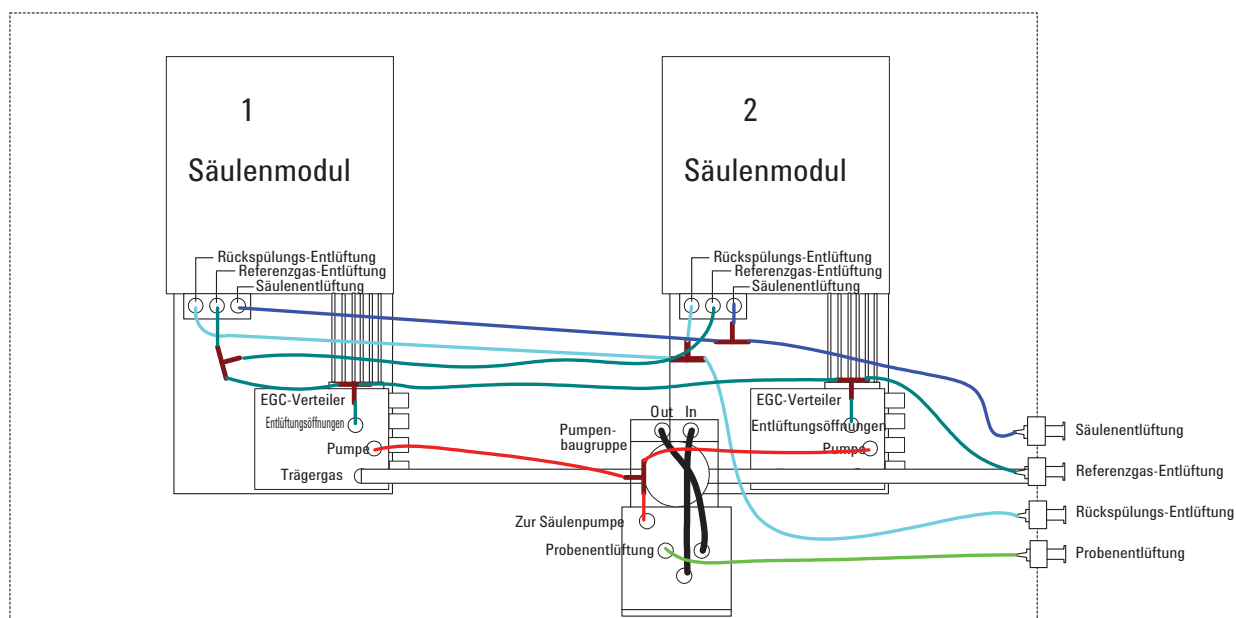 1
Säulenmodul
Rückspülungs-Entlüftung
Referenzgas-Entlüftung
Säulenentlüftung
EGC-Verteiler
Entlüftungsöffnungen
Pumpe
Trägergas
2
Säulenmodul
Rückspülungs-Entlüftung
Referenzgas-Entlüftung
Säulenentlüftung
EGC-Verteiler
Entlüftungsöffnungen
Pumpe
Out In
Pumpen-
baugruppe
Zur Säulenpumpe
Probenentlüftung
Säulenentlüftung
Referenzgas-Entlüftung
Rückspülungs-Entlüftung
Probenentlüftung